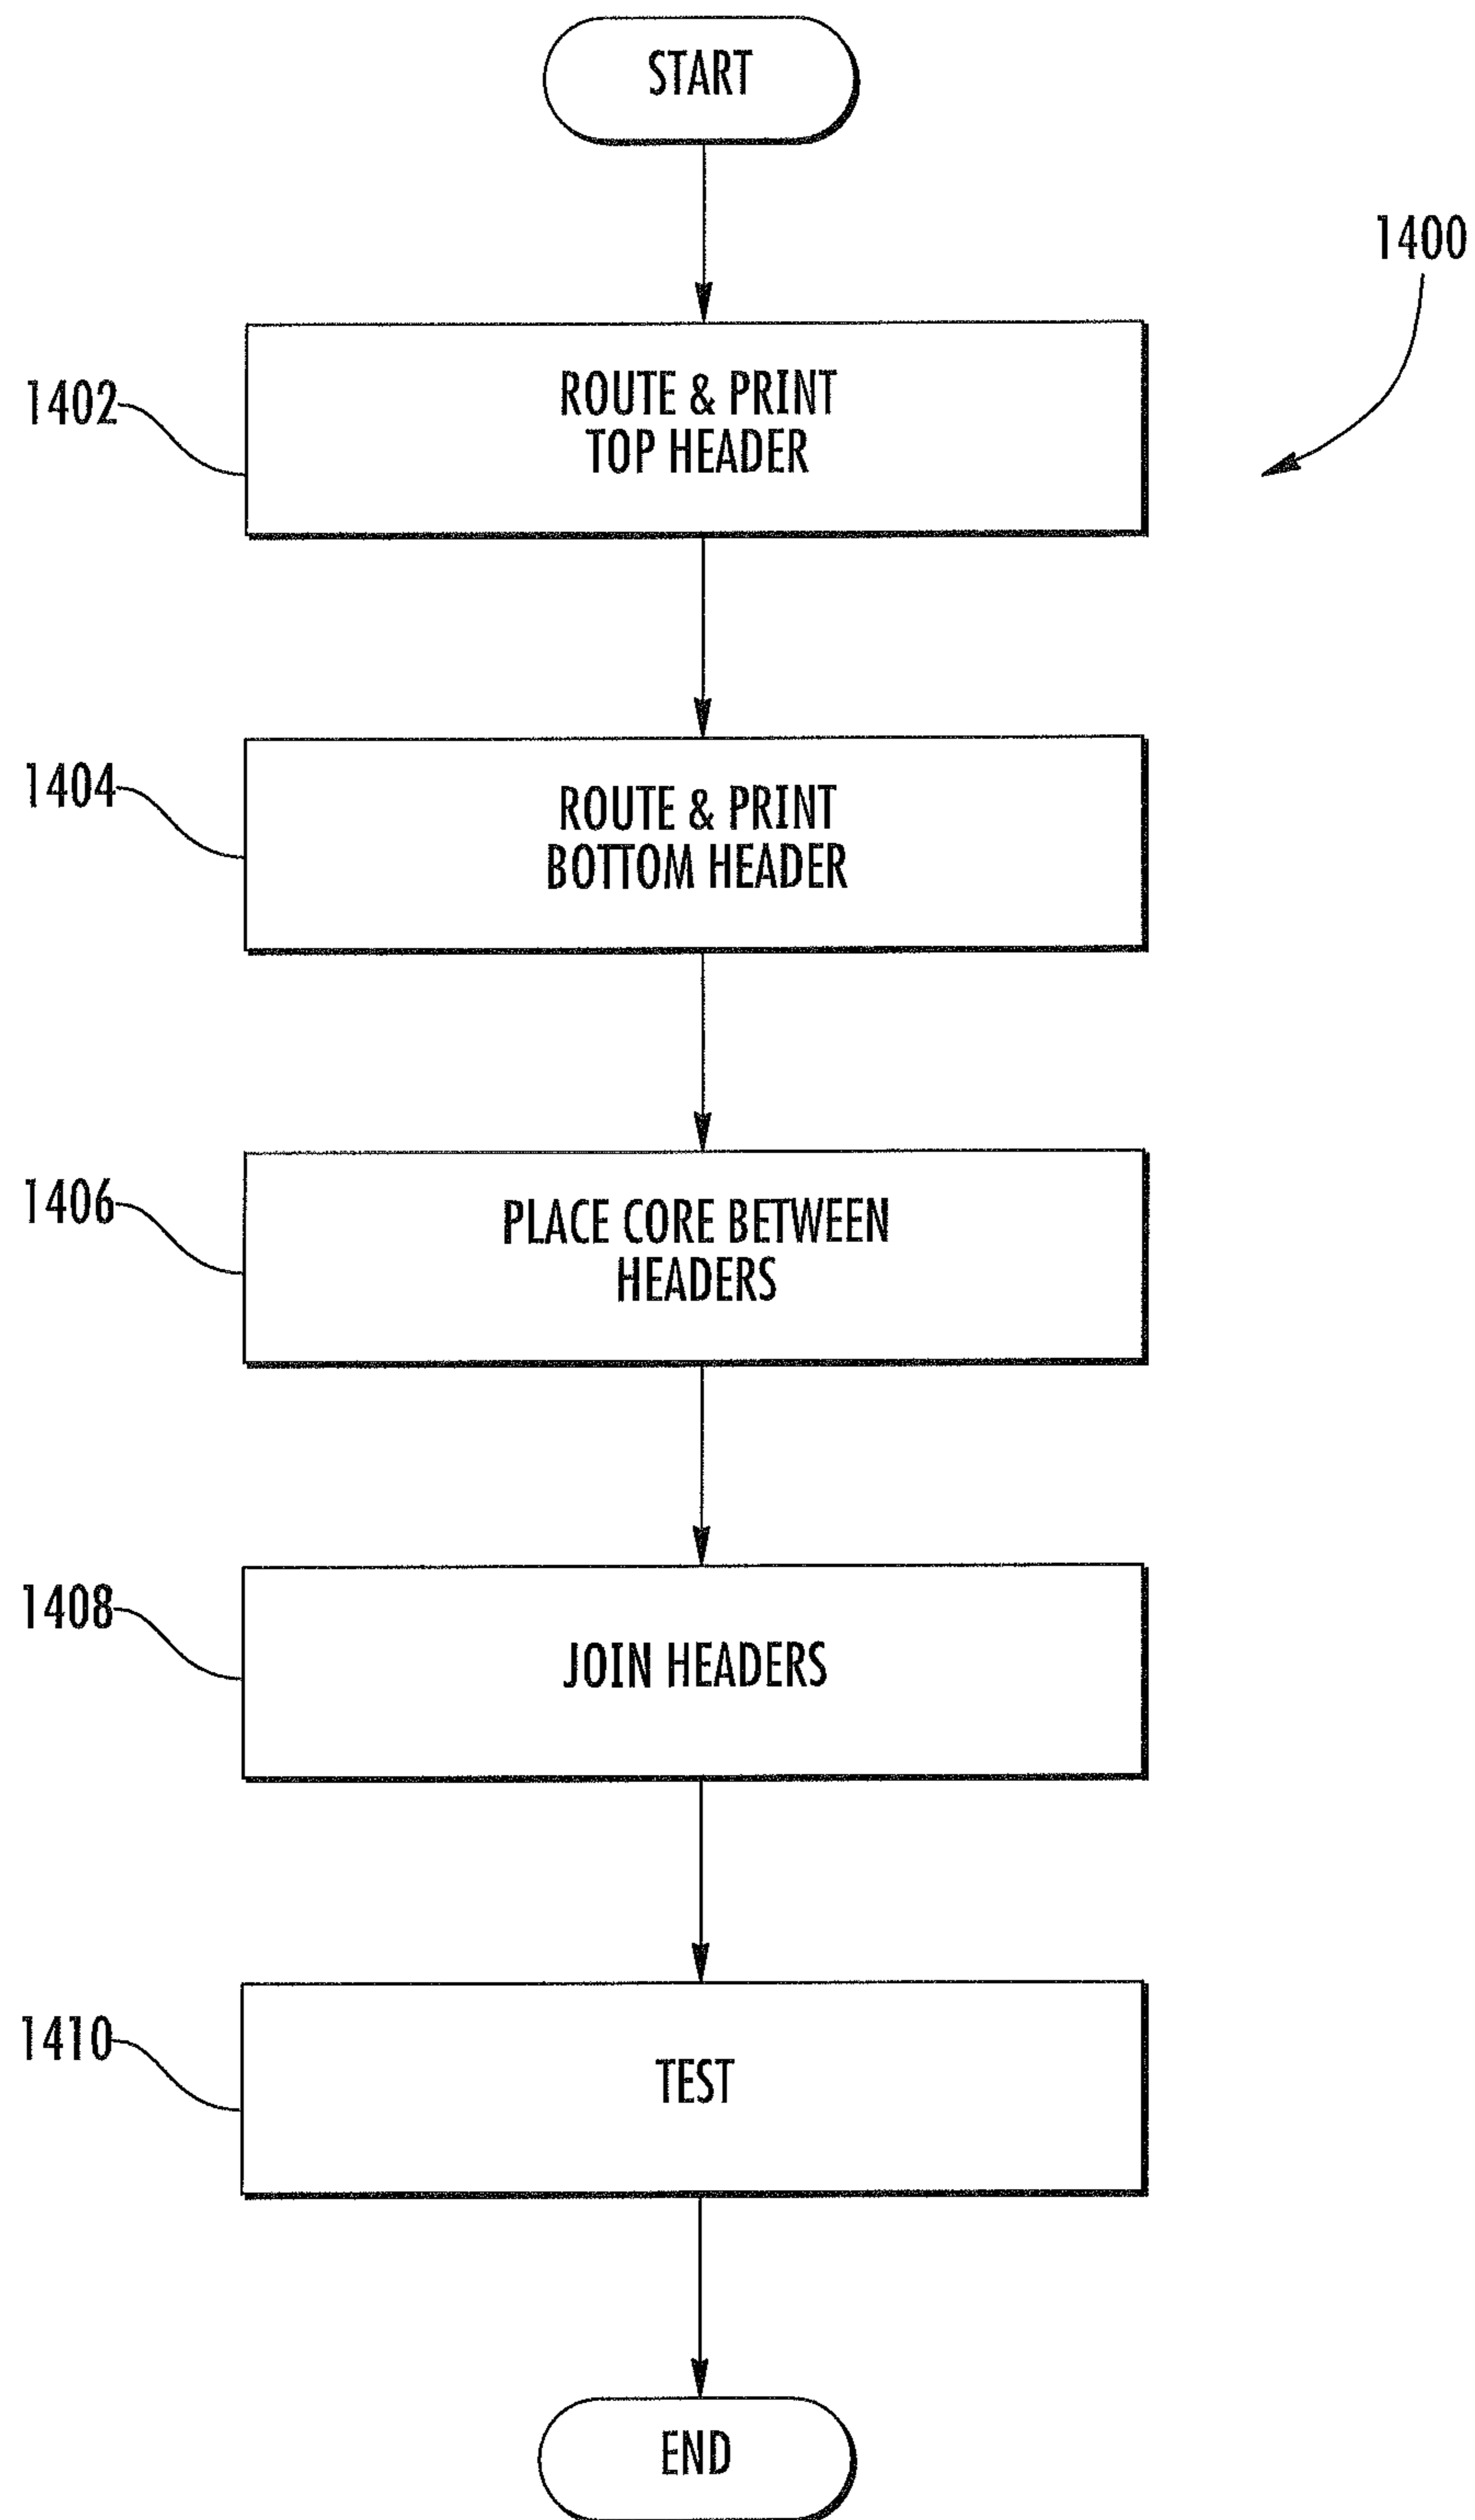 START
1400
1402
ROUTE & PRINT
TOP HEADER
1404
ROUTE & PRINT
BOTTOM HEADER
1406
PLACE CORE BETWEEN
HEADERS
1408
JOIN HEADERS
1410
TEST
END